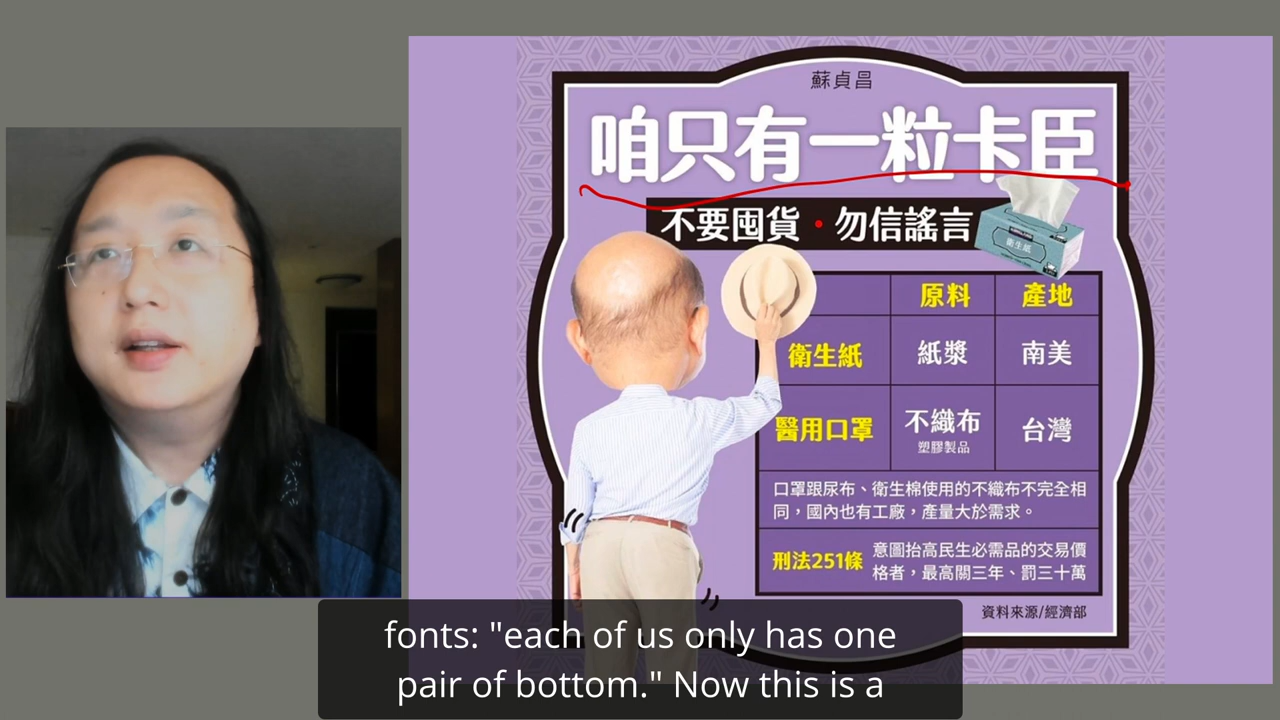 蘇貞昌
咱只有一粒卡臣
不要囤貨・勿信謠言
衛生紙
原料
產地
衛生紙
紙漿
南美
醫用口罩
不織布
塑膠製品
台灣
口罩跟尿布、衛生棉使用的不織布不完全相
同，國內也有工廠，產量大於需求。
刑法251條
意圖抬高民生必需品的交易價
格者，最高關三年、罰三十萬
資料來源/經濟部
fonts: "each of us only has one
pair of bottom." Now this is a